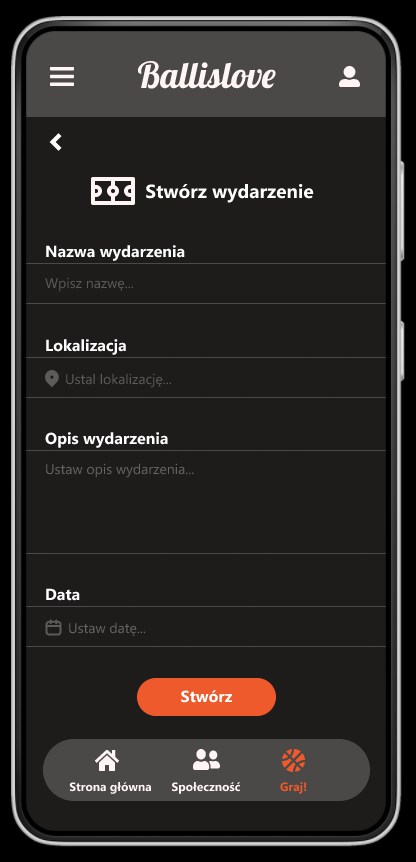 Ballislove
Stwórz wydarzenie
Nazwa wydarzenia
Wpisz nazwę...
Lokalizacja
Ustal lokalizację...
Opis wydarzenia
Ustaw opis wydarzenia...
Data
Ustaw datę...
Stwórz
Strona główna Społeczność Graj!